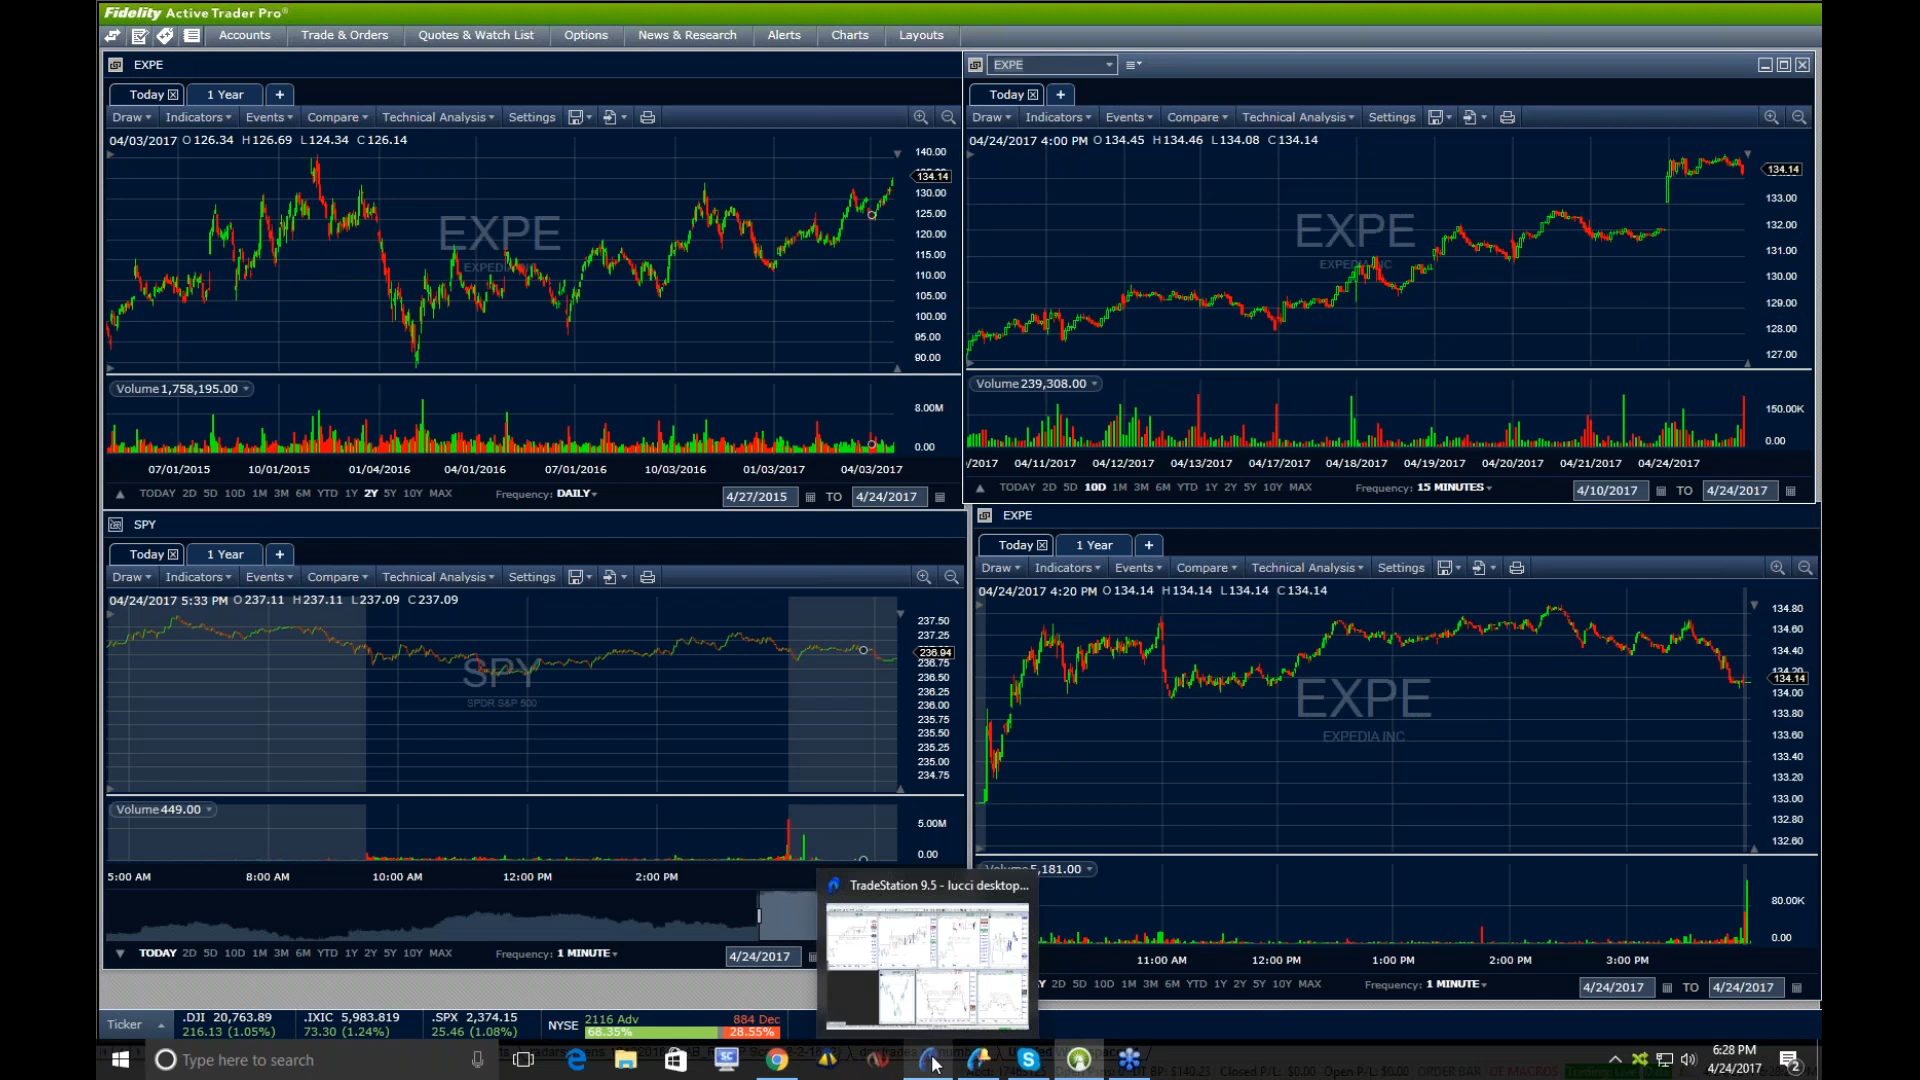 Fidelity Active Trader Pro®
Accounts Trade & Orders Quotes & Watch List Options News & Research Alerts Charts Layouts
EXPE
Today 1 Year +
Draw Indicators Events Compare Technical Analysis Settings
04/03/2017 O 126.34 H 126.69 L 124.34 C 126.14
140.00
134.14
130.00
125.00
120.00
115.00
110.00
105.00
100.00
95.00
90.00
EXPE
EXPEDIA INC
Volume 1,758,195.00
8.00M
0.00
07/01/2015 10/01/2015 01/04/2016 04/01/2016 07/01/2016 10/03/2016 01/03/2017 04/03/2017
TODAY 2D 5D 10D 1M 3M 6M YTD 1Y 2Y 5Y 10Y MAX Frequency: DAILY 4/27/2015 TO 4/24/2017
EXPE
Today +
Draw Indicators Events Compare Technical Analysis Settings
04/24/2017 4:00 PM O 134.45 H 134.46 L 134.08 C 134.14
134.14
133.00
132.00
131.00
130.00
129.00
128.00
127.00
EXPE
EXPEDIA INC
Volume 239,308.00
150.00K
0.00
/2017 04/11/2017 04/12/2017 04/13/2017 04/17/2017 04/18/2017 04/19/2017 04/20/2017 04/21/2017 04/24/2017
TODAY 2D 5D 10D 1M 3M 6M YTD 1Y 2Y 5Y 10Y MAX Frequency: 15 MINUTES 4/10/2017 TO 4/24/2017
SPY
Today 1 Year +
Draw Indicators Events Compare Technical Analysis Settings
04/24/2017 5:33 PM O 237.11 H 237.11 L 237.09 C 237.09
237.50
237.25
236.94
236.75
236.50
236.25
236.00
235.75
235.50
235.25
235.00
234.75
SPY
SPDR S&P 500
Volume 449.00
5.00M
0.00
5:00 AM 8:00 AM 10:00 AM 12:00 PM 2:00 PM
TODAY 2D 5D 10D 1M 3M 6M YTD 1Y 2Y 5Y 10Y MAX Frequency: 1 MINUTE 4/24/2017
EXPE
Today 1 Year +
Draw Indicators Events Compare Technical Analysis Settings
04/24/2017 4:20 PM O 134.14 H 134.14 L 134.14 C 134.14
134.80
134.60
134.40
134.20
134.14
134.00
133.80
133.60
133.40
133.20
133.00
132.80
132.60
EXPE
EXPEDIA INC
5,181.00
80.00K
0.00
11:00 AM 12:00 PM 1:00 PM 2:00 PM 3:00 PM
2D 5D 10D 1M 3M 6M YTD 1Y 2Y 5Y 10Y MAX Frequency: 1 MINUTE 4/24/2017 TO 4/24/2017
TradeStation 9.5 - lucci desktop...
Ticker .DJI 20,763.89 .IXIC 5,983.819 .SPX 2,374.15 NYSE 2116 Adv 884 Dec
216.13 (1.05%) 73.30 (1.24%) 25.46 (1.08%) 68.35% 28.55%
Type here to search
6:28 PM
4/24/2017